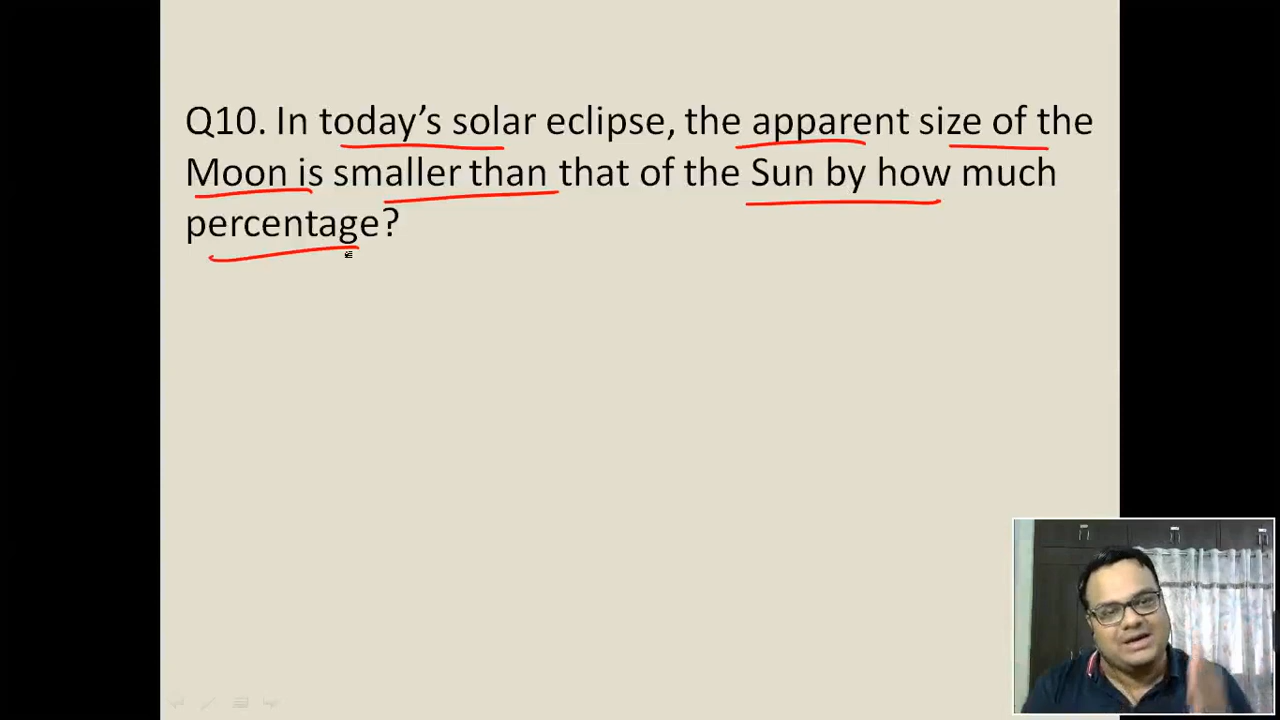 Q10. In today’s solar eclipse, the apparent size of the
Moon is smaller than that of the Sun by how much
percentage?